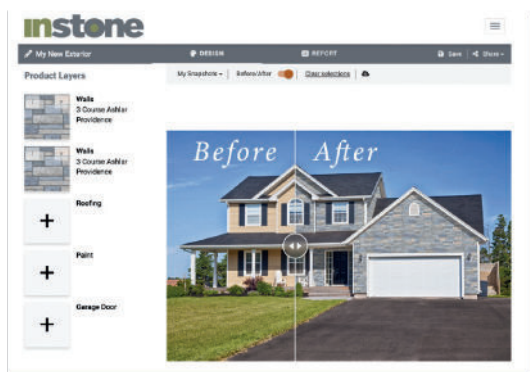 instone
My New Exterior
DESIGN
REPORT
Save
Share
Product Layers
My Snapshots
Before/After
Clear selections
Walls
3 Course Ashlar
Providence
Walls
3 Course Ashlar
Providence
Roofing
Paint
Garage Door
Before
After